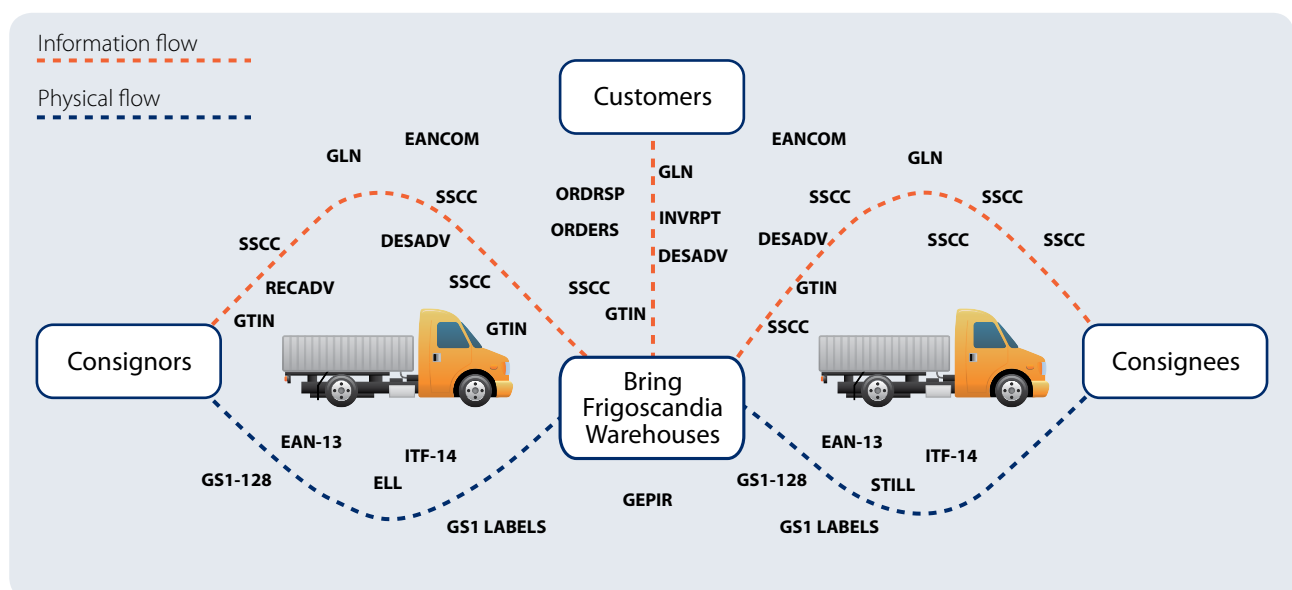 Information flow
Physical flow
Customers
EANCOM
GLN
SSCC
SSCC
DESADV
RECADV
SSCC
GTIN
GTIN
ORDRSP
ORDERS
GLN
INVRPT
DESADV
SSCC
GTIN
EANCOM
GLN
SSCC
SSCC
DESADV
SSCC
SSCC
GTIN
SSCC
Consignors
Bring
Frigoscandia
Warehouses
Consignees
EAN-13
ITF-14
GS1-128
ELL
GS1 LABELS
GEPIR
EAN-13
ITF-14
GS1-128
STILL
GS1 LABELS